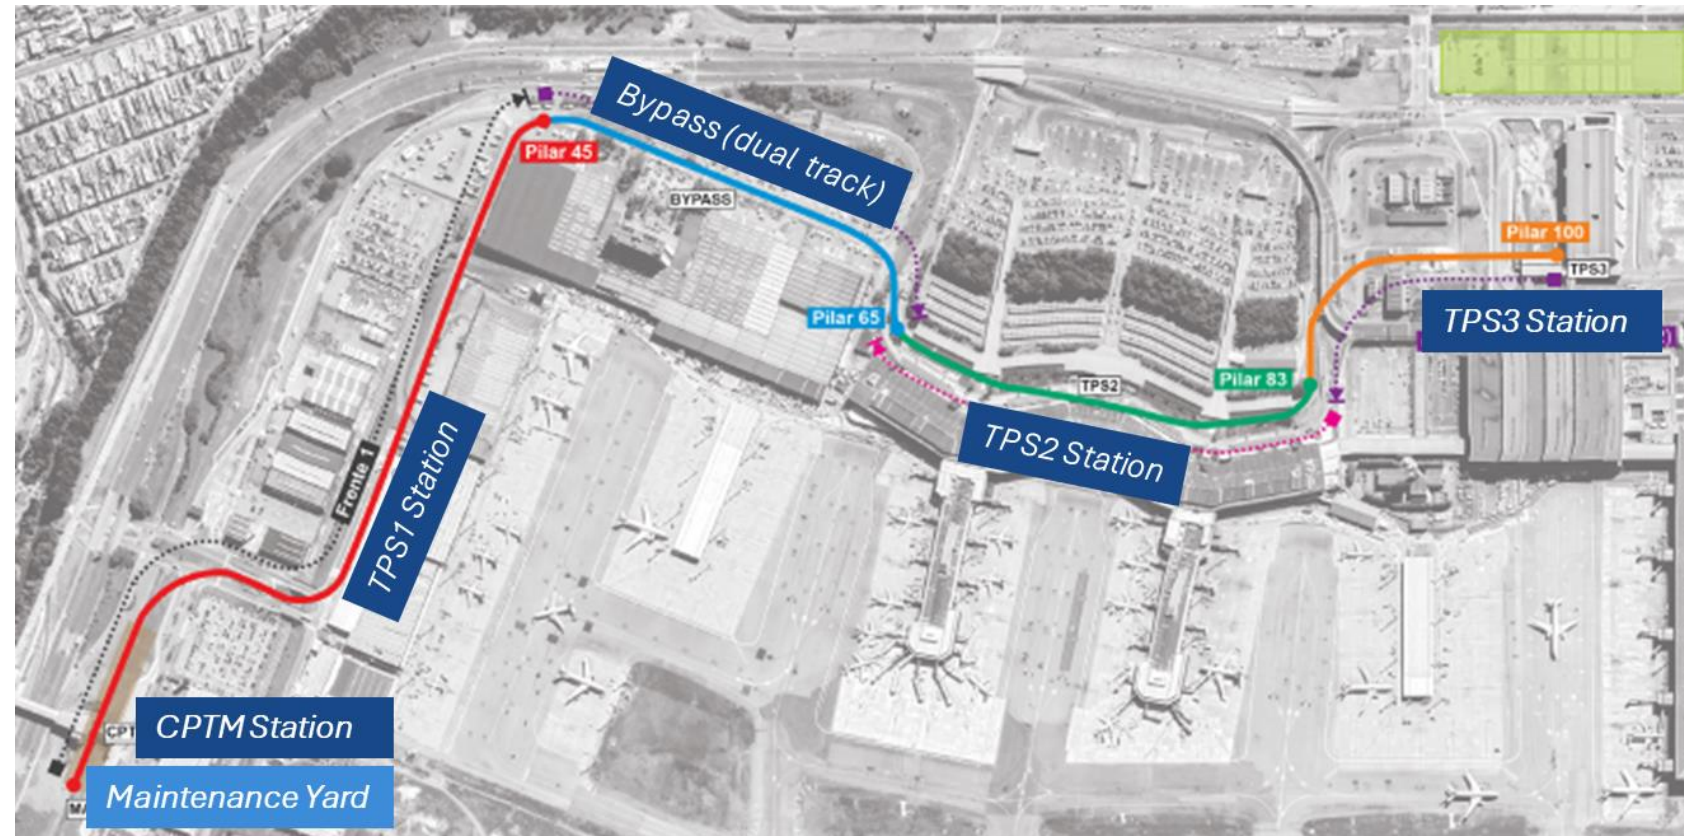 Bypass (dual track)
Pilar 45
BYPASS
Pilar 100
TPS3
Pilar 65
TPS3 Station
Pilar 83
TPS2
TPS2 Station
Frente 1
TPS1 Station
CPTM Station
Maintenance Yard